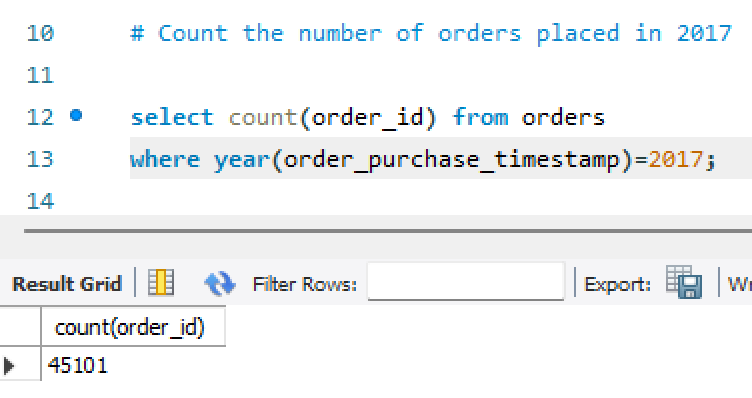 10 # Count the number of orders placed in 2017
11
12 select count(order_id) from orders
13 where year(order_purchase_timestamp)=2017;
14
Result Grid Filter Rows: Export: Wr
count(order_id)
45101